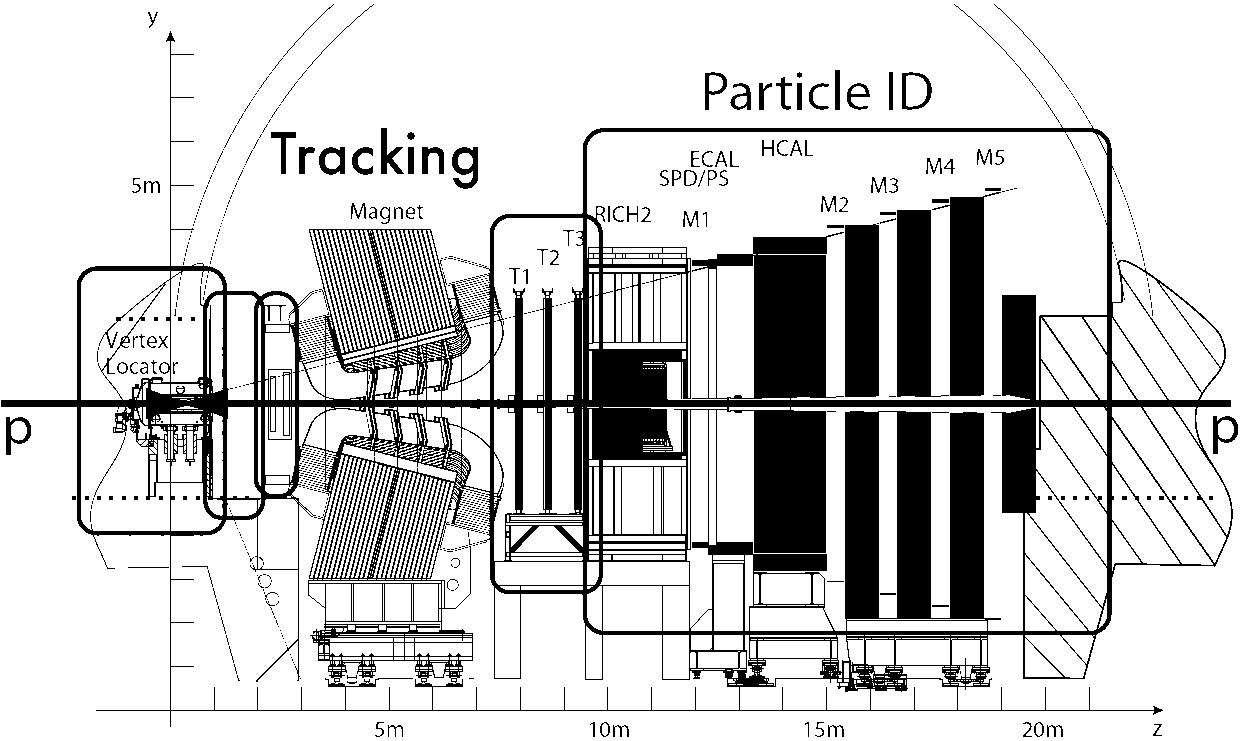 y
Particle ID
Tracking
HCAL
ECAL
M5
M4
SPD/PS
M3
5m
M2
Magnet
RICH2
M1
T3
T2
T1
Vertex
Locator
p
p
5m
10m
15m
20m
z